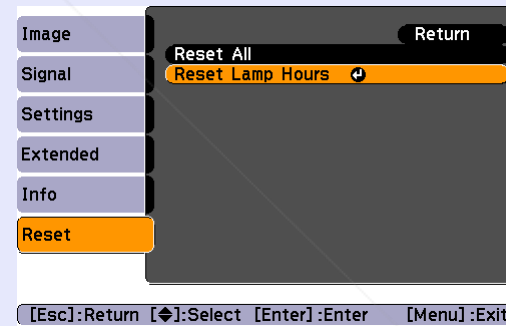 Image
Signal
Settings
Extended
Info
Reset
Return
Reset All
Reset Lamp Hours
[Esc]:Return [◆]:Select [Enter]:Enter [Menu]:Exit